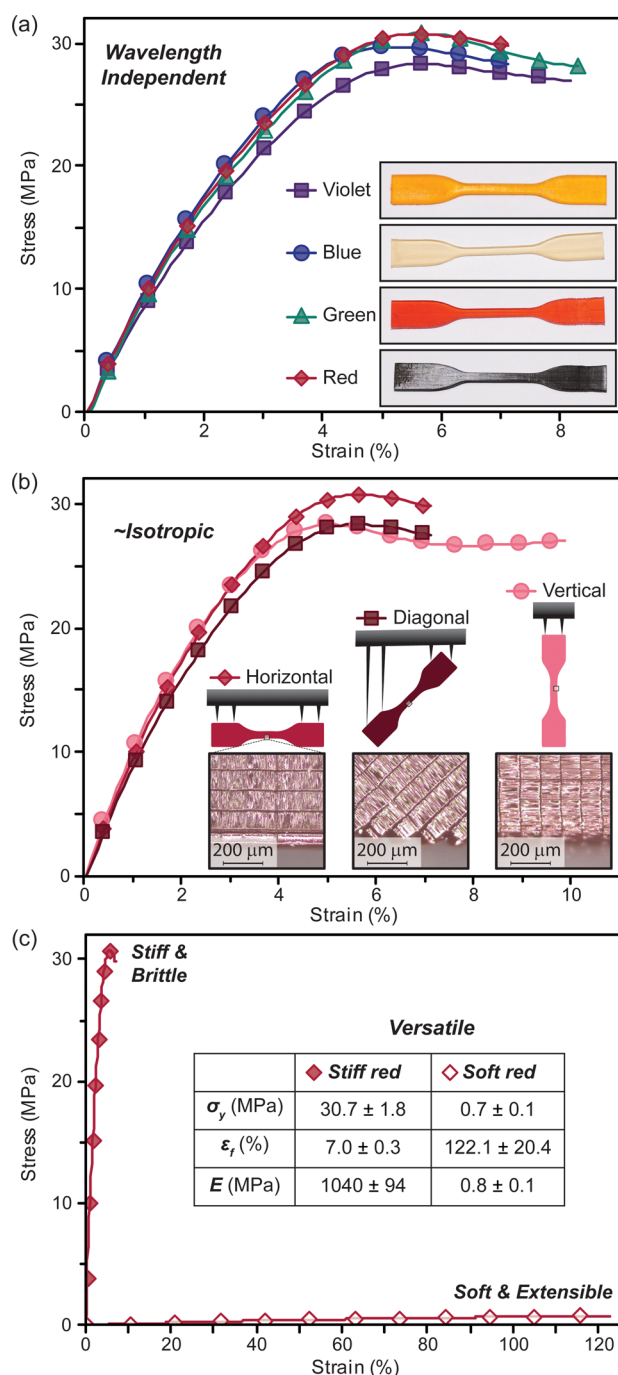 (a)
Wavelength
Independent
Stress (MPa)
30
20
10
0
Violet
Blue
Green
Red
0
2
4
6
8
Strain (%)
(b)
~Isotropic
Stress (MPa)
30
20
10
0
Vertical
Diagonal
Horizontal
200 μm
200 μm
200 μm
0
2
4
6
8
10
Strain (%)
(c)
Stiff &
Brittle
Stress (MPa)
30
20
10
0
Versatile
Stiff red Soft red
σy (MPa) 30.7 ± 1.8 0.7 ± 0.1
εf (%) 7.0 ± 0.3 122.1 ± 20.4
E (MPa) 1040 ± 94 0.8 ± 0.1
Soft & Extensible
0
20
40
60
80
100
120
Strain (%)